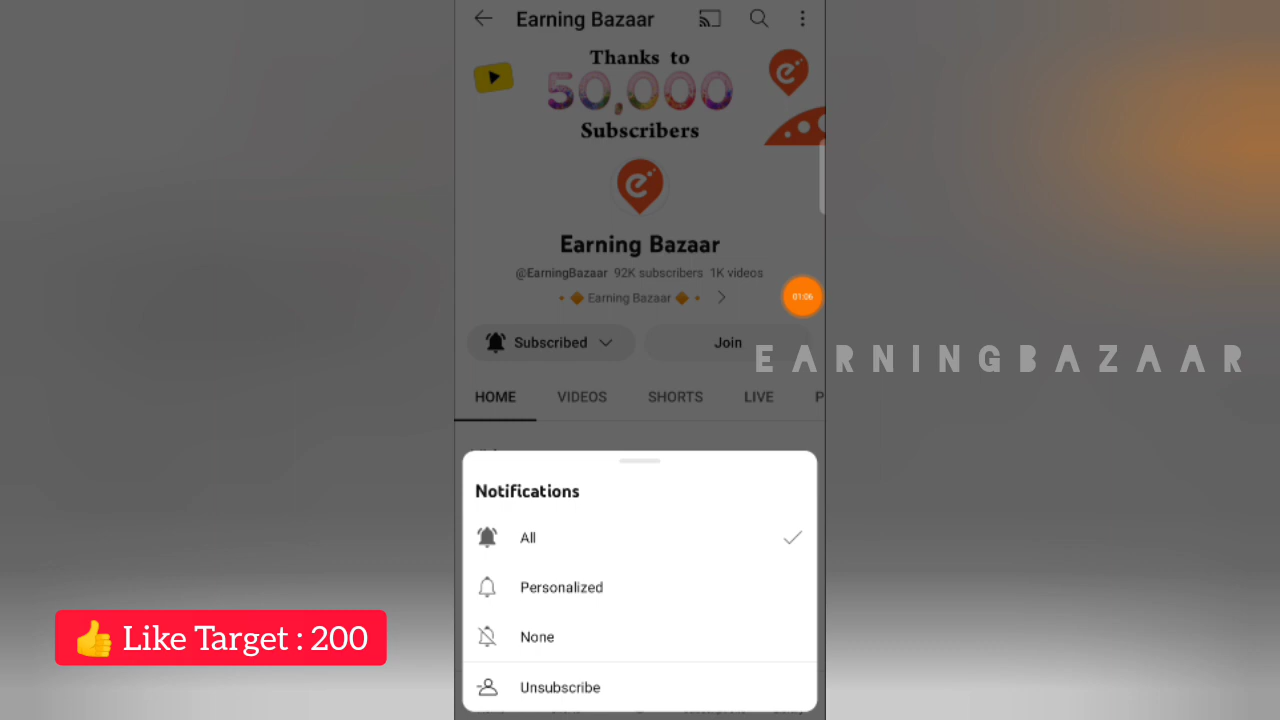 Earning Bazaar
Thanks to
50,000
Subscribers
Earning Bazaar
@EarningBazaar 92K subscribers 1K videos
🔸🔶 Earning Bazaar 🔶🔸
01:06
Subscribed
Join
EARNINGBAZAAR
HOME VIDEOS SHORTS LIVE P
Notifications
All
Personalized
None
Unsubscribe
👍 Like Target : 200